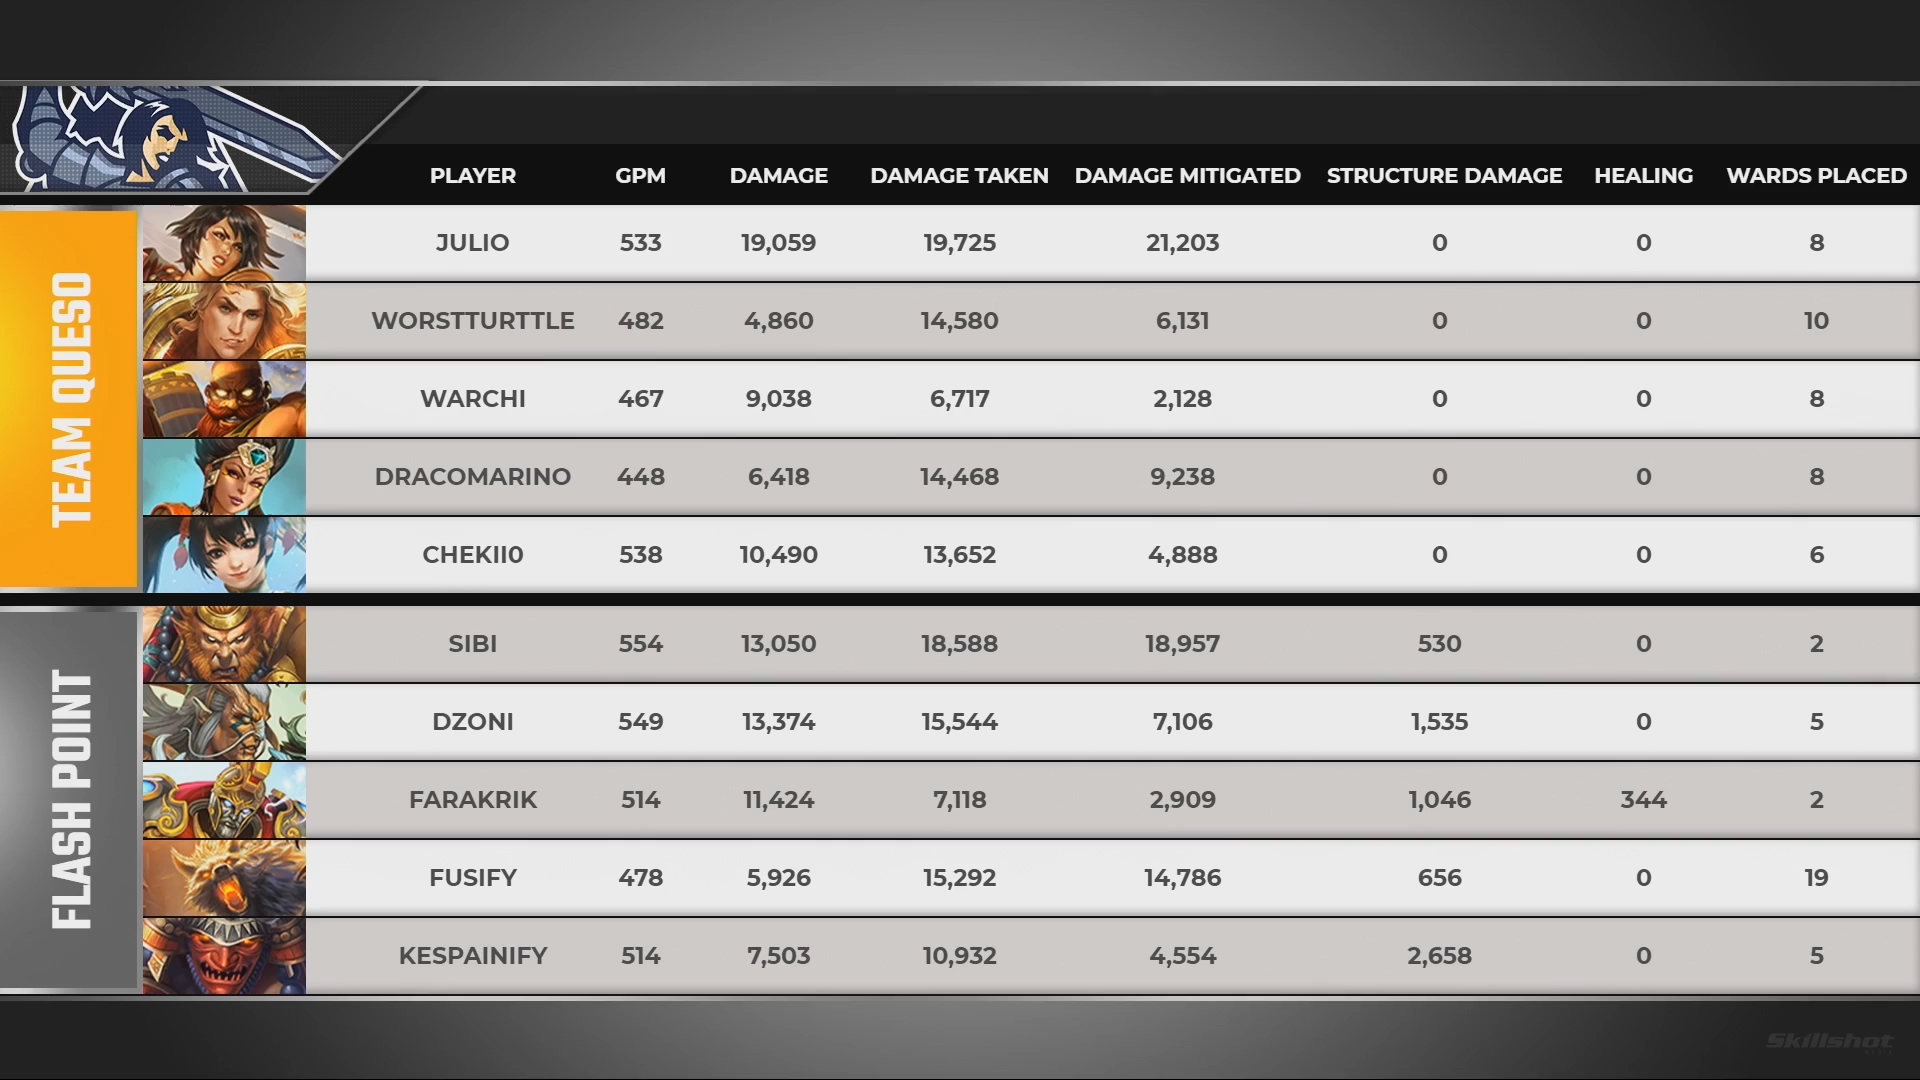 PLAYER GPM DAMAGE DAMAGE TAKEN DAMAGE MITIGATED STRUCTURE DAMAGE HEALING WARDS PLACED
TEAM QUESO
JULIO 533 19,059 19,725 21,203 0 0 8
WORSTTURTTLE 482 4,860 14,580 6,131 0 0 10
WARCHI 467 9,038 6,717 2,128 0 0 8
DRACOMARINO 448 6,418 14,468 9,238 0 0 8
CHEKII0 538 10,490 13,652 4,888 0 0 6
FLASH POINT
SIBI 554 13,050 18,588 18,957 530 0 2
DZONI 549 13,374 15,544 7,106 1,535 0 5
FARAKRIK 514 11,424 7,118 2,909 1,046 344 2
FUSIFY 478 5,926 15,292 14,786 656 0 19
KESPAINIFY 514 7,503 10,932 4,554 2,658 0 5
Skillshot